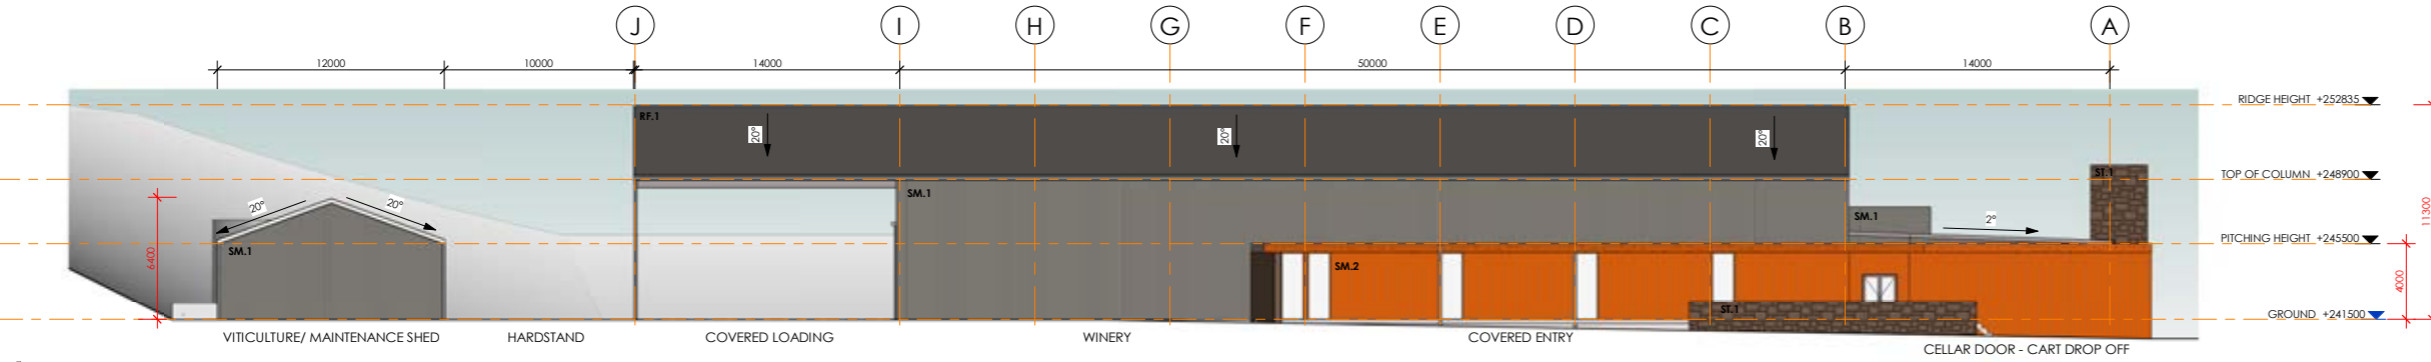 J I H G F E D C B A
12000 10000 14000 50000 14000
RIDGE HEIGHT +252835
RF.1
20° 20° 20°
TOP OF COLUMN +248900
ST.1
SM.1
20° 20°
SM.1 2°
11300
PITCHING HEIGHT +245500
SM.1
6400
SM.2
4000
ST.1
GROUND +241500
VITICULTURE/ MAINTENANCE SHED HARDSTAND COVERED LOADING WINERY COVERED ENTRY
CELLAR DOOR - CART DROP OFF